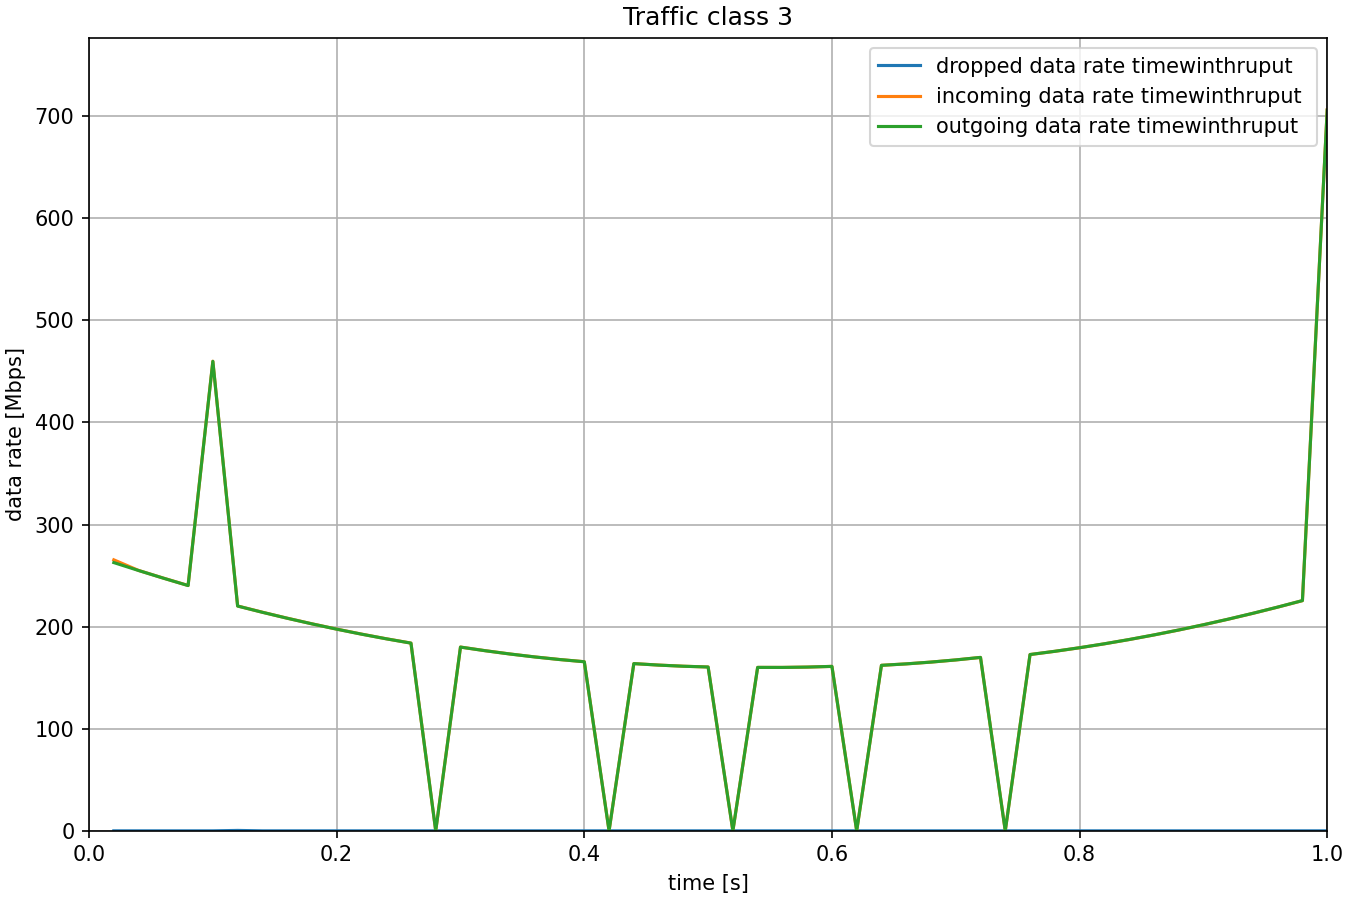 Traffic class 3
dropped data rate timewinthruput
incoming data rate timewinthruput
outgoing data rate timewinthruput
data rate [Mbps]
700
600
500
400
300
200
100
0
0.0 0.2 0.4 0.6 0.8 1.0
time [s]